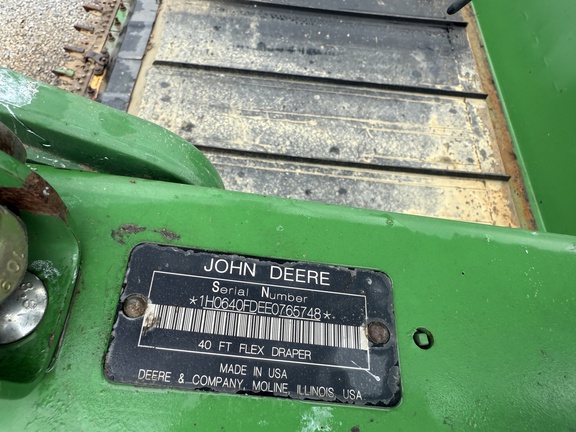 JOHN DEERE
Serial Number
*1H0640FDEE0765748*
40 FT FLEX DRAPER
MADE IN USA
DEERE & COMPANY, MOLINE, ILLINOIS, USA